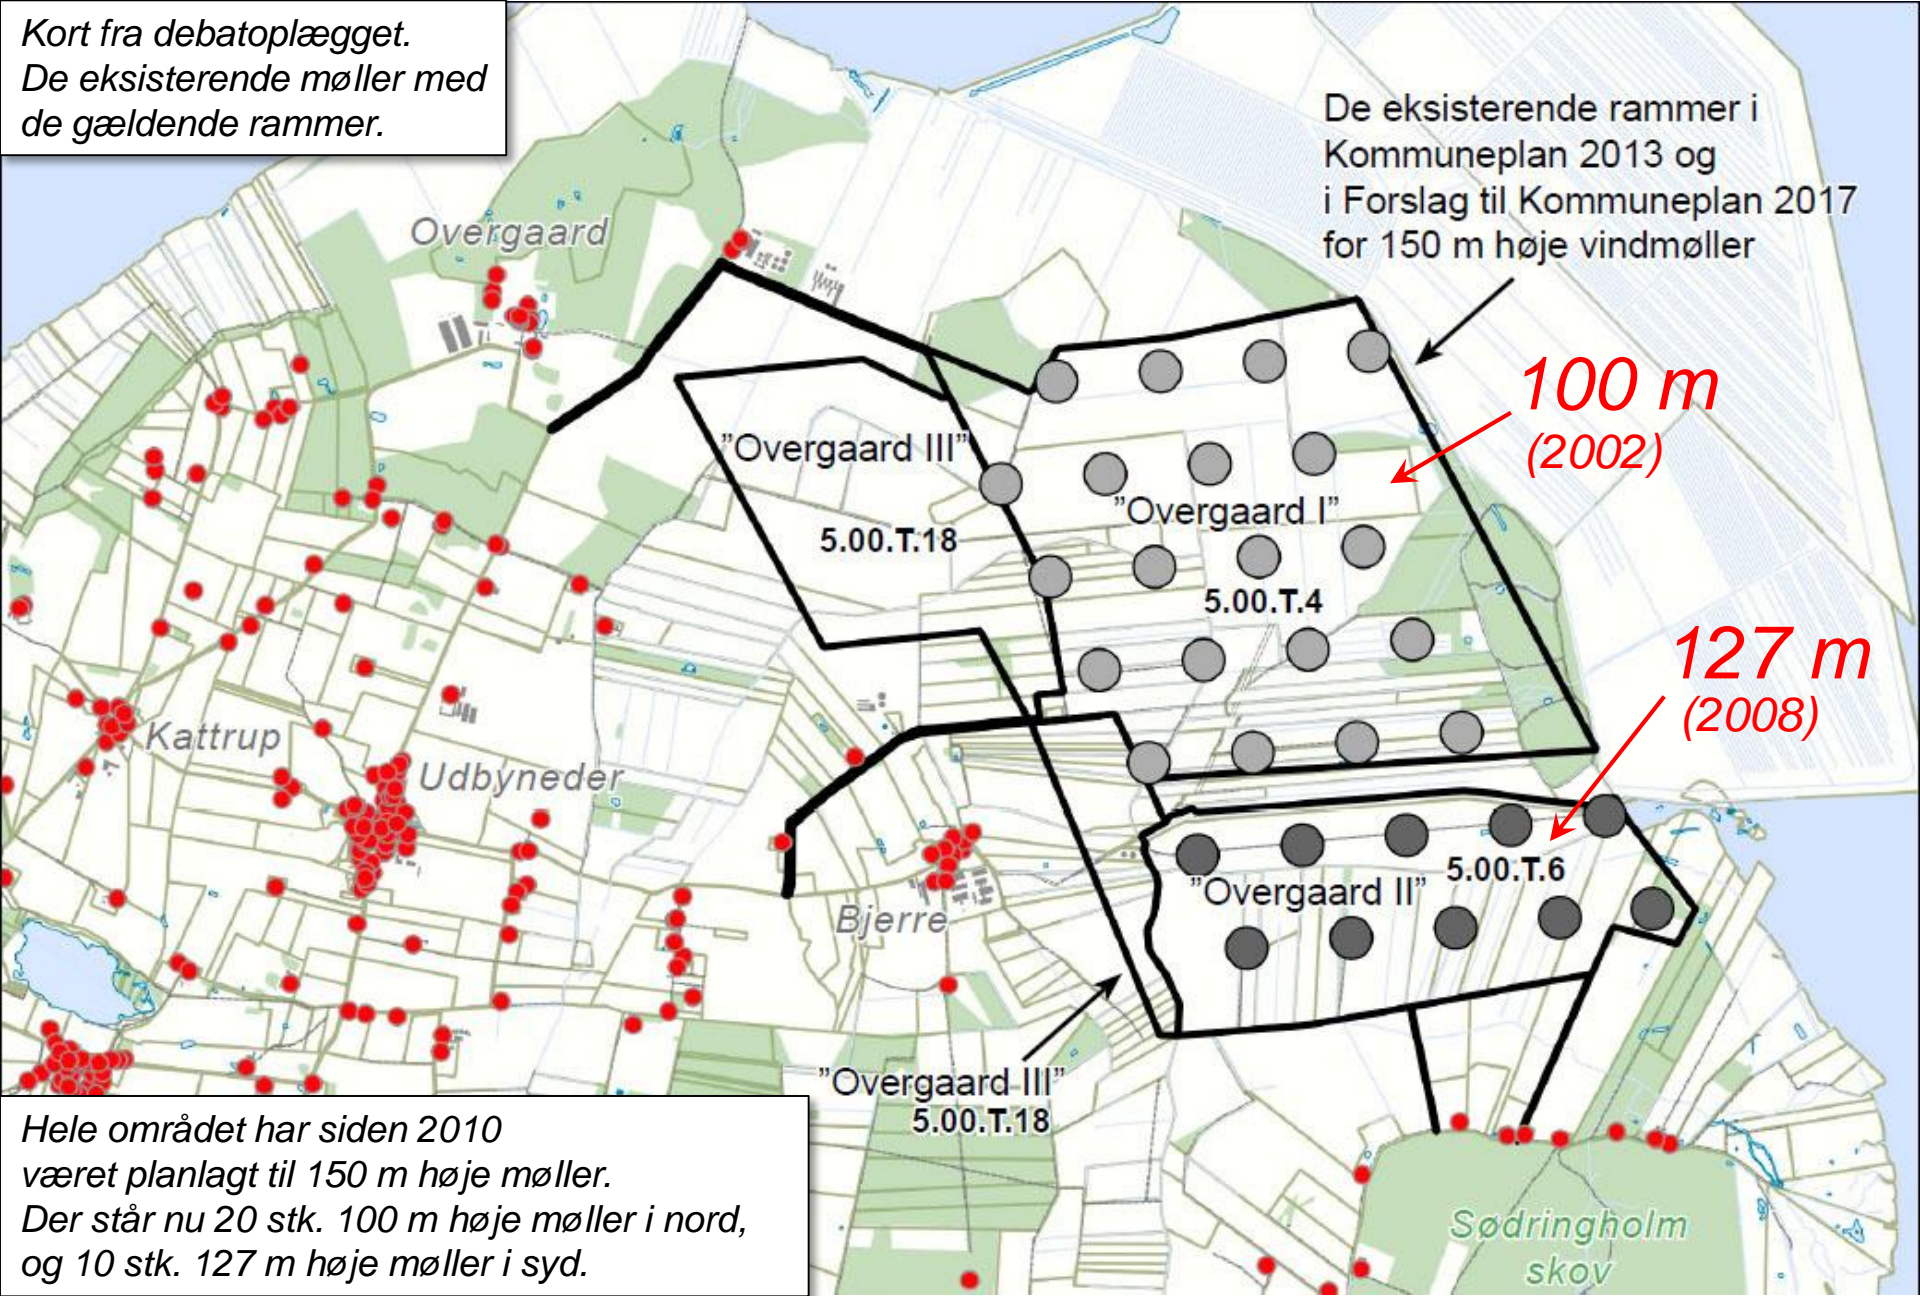 Kort fra debatoplægget.
De eksisterende møller med
de gældende rammer.
De eksisterende rammer i
Kommuneplan 2013 og
i Forslag til Kommuneplan 2017
for 150 m høje vindmøller
Overgaard
100 m
(2002)
"Overgaard III"
5.00.T.18
"Overgaard I"
5.00.T.4
127 m
(2008)
Kattrup
Udbyneder
Bjerre
"Overgaard II"
5.00.T.6
"Overgaard III"
5.00.T.18
Hele området har siden 2010
været planlagt til 150 m høje møller.
Der står nu 20 stk. 100 m høje møller i nord,
og 10 stk. 127 m høje møller i syd.
Sødringholm
skov